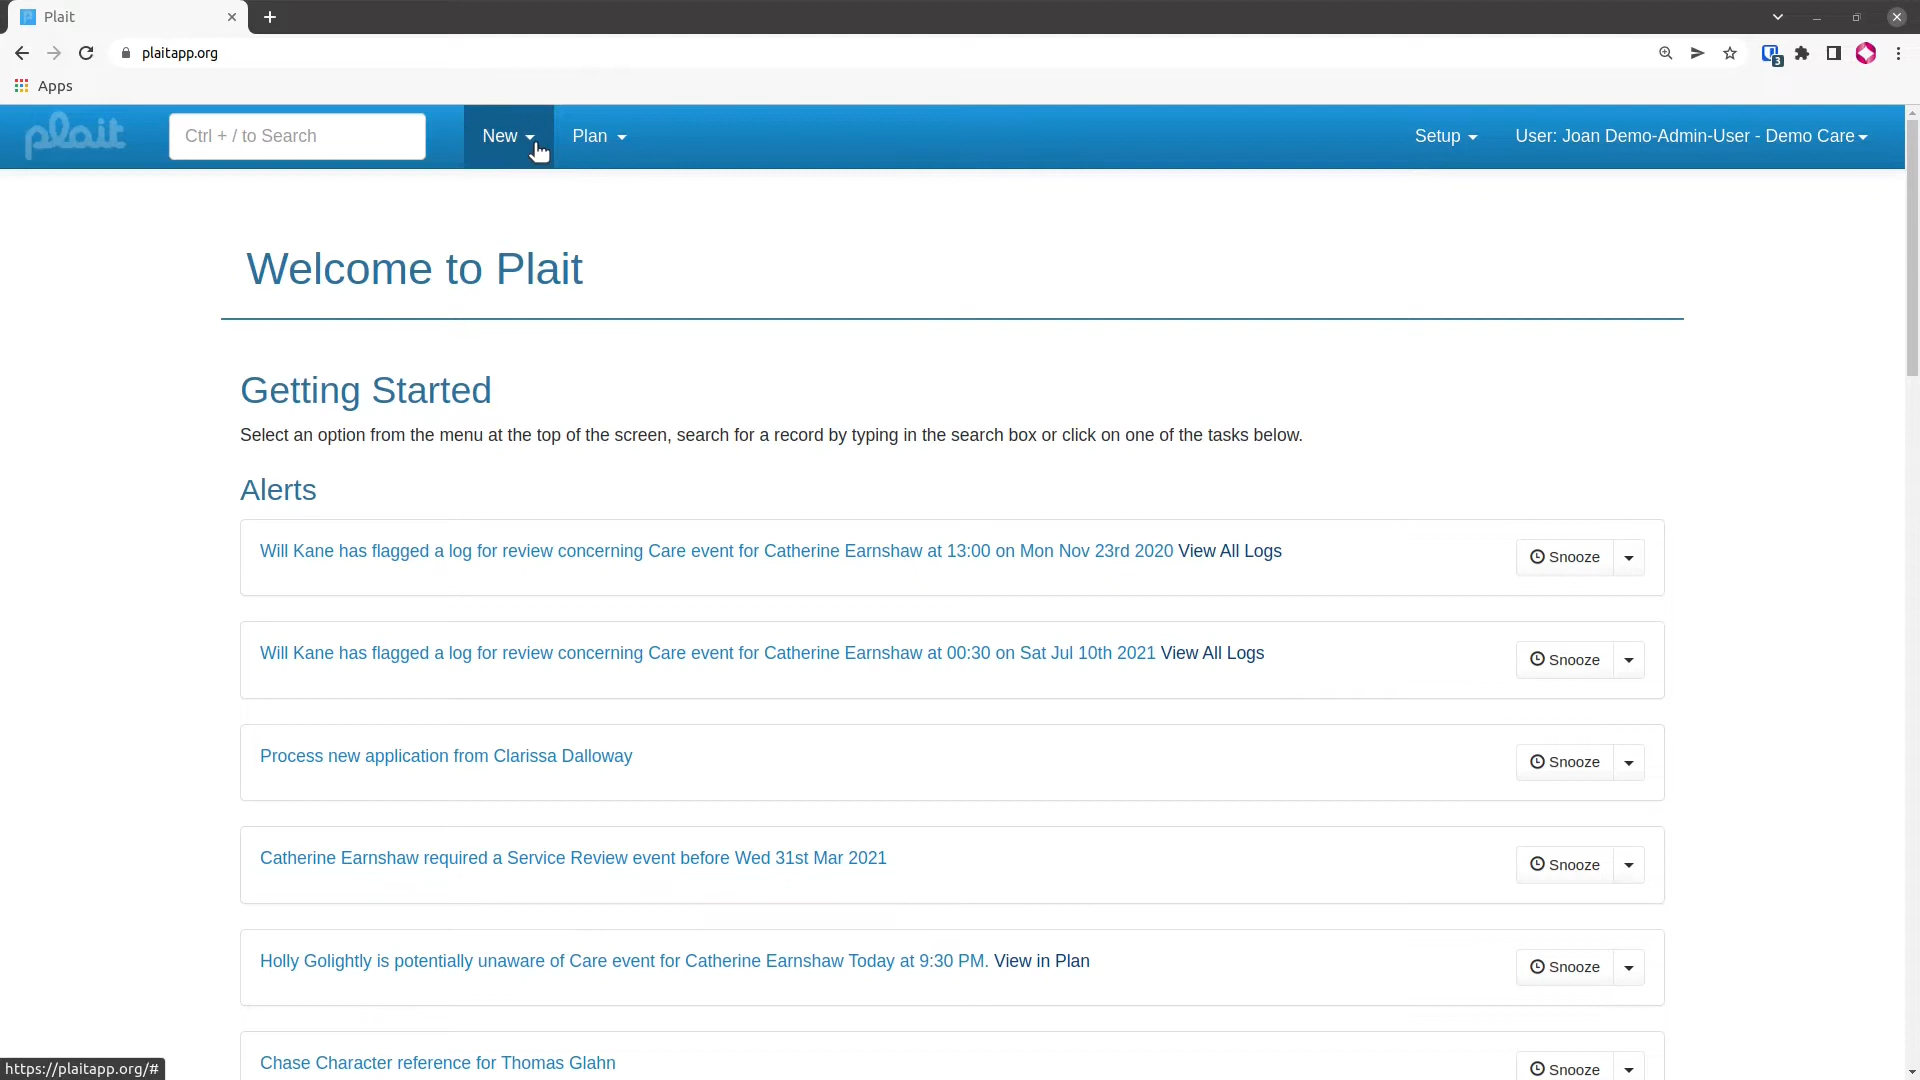 Plait
plaitapp.org
3
Apps
plait
Ctrl + / to Search
New
Plan
Setup
User: Joan Demo-Admin-User - Demo Care
Welcome to Plait
Getting Started
Select an option from the menu at the top of the screen, search for a record by typing in the search box or click on one of the tasks below.
Alerts
Will Kane has flagged a log for review concerning Care event for Catherine Earnshaw at 13:00 on Mon Nov 23rd 2020 View All Logs
Snooze
Will Kane has flagged a log for review concerning Care event for Catherine Earnshaw at 00:30 on Sat Jul 10th 2021 View All Logs
Snooze
Process new application from Clarissa Dalloway
Snooze
Catherine Earnshaw required a Service Review event before Wed 31st Mar 2021
Snooze
Holly Golightly is potentially unaware of Care event for Catherine Earnshaw Today at 9:30 PM. View in Plan
Snooze
Chase Character reference for Thomas Glahn
Snooze
https://plaitapp.org/#